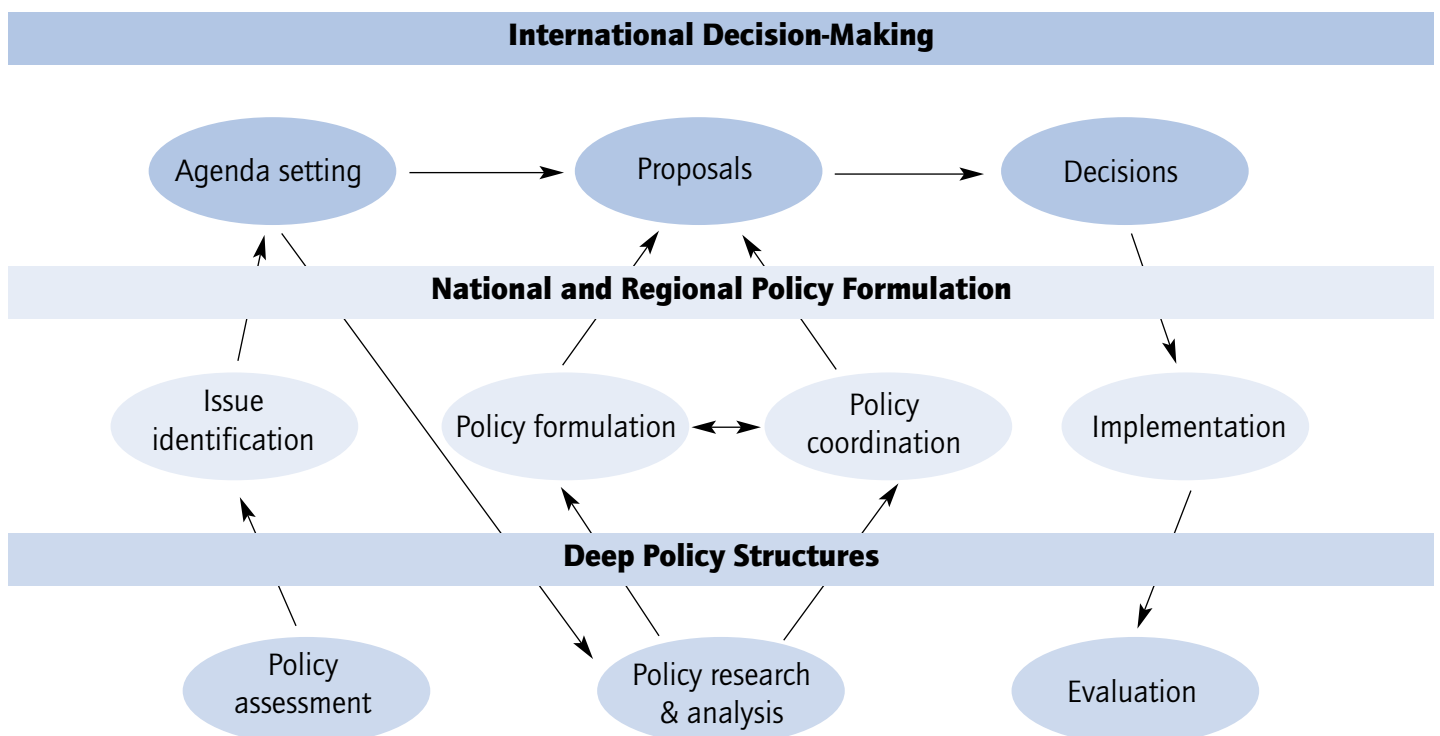 International Decision-Making
Agenda setting
Proposals
Decisions
National and Regional Policy Formulation
Issue
identification
Policy formulation
Policy
coordination
Implementation
Deep Policy Structures
Policy
assessment
Policy research
& analysis
Evaluation